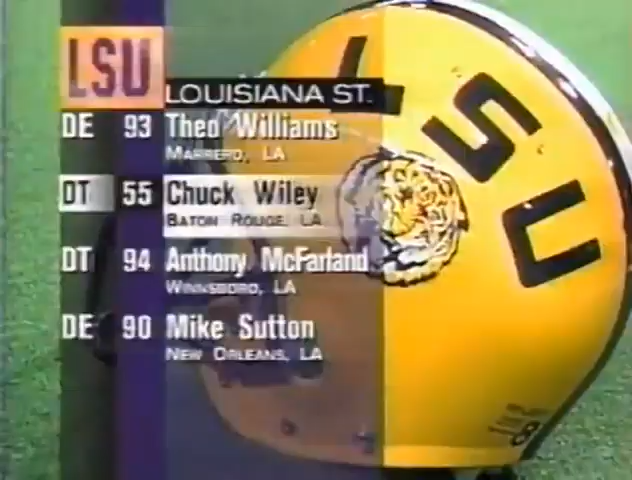 LSU
LOUISIANA ST.
DE 93 Theo Williams
MARRERO, LA
DT 55 Chuck Wiley
BATON ROUGE, LA
DT 94 Anthony McFarland
WINNSBORO, LA
DE 90 Mike Sutton
NEW ORLEANS, LA
LSU